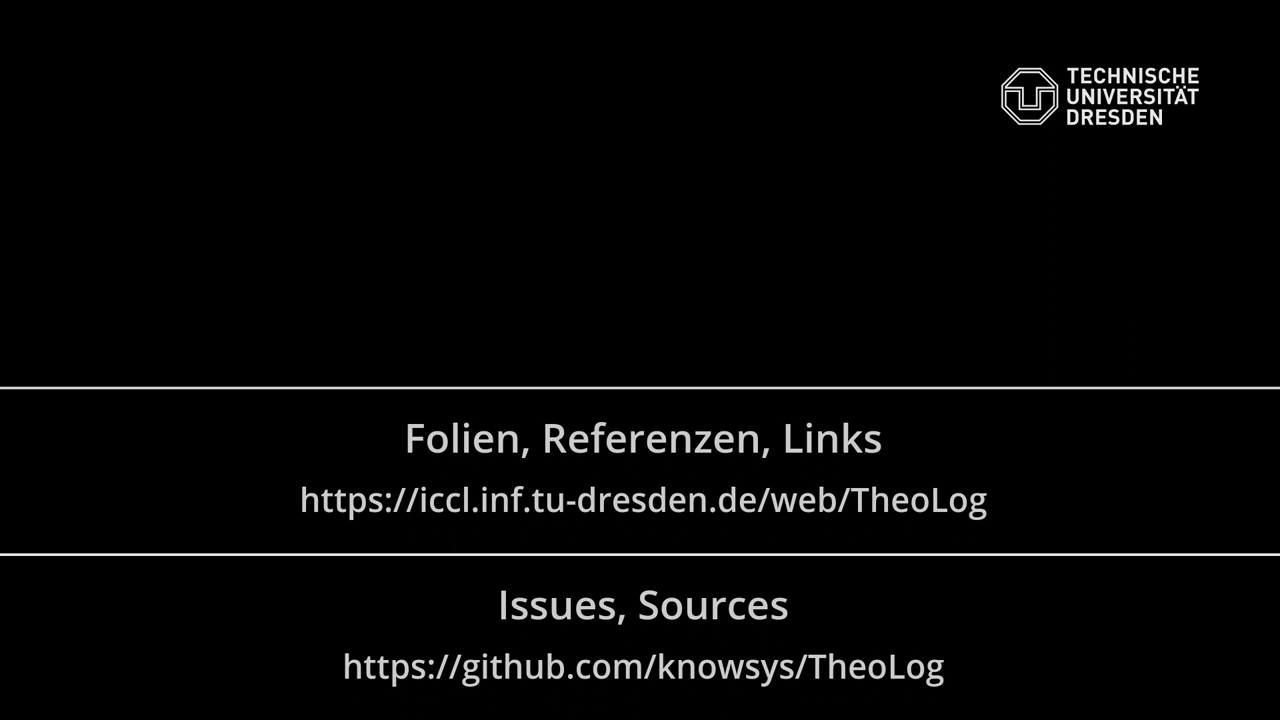 TECHNISCHE
UNIVERSITÄT
DRESDEN
Folien, Referenzen, Links
https://iccl.inf.tu-dresden.de/web/TheoLog
Issues, Sources
https://github.com/knowsys/TheoLog